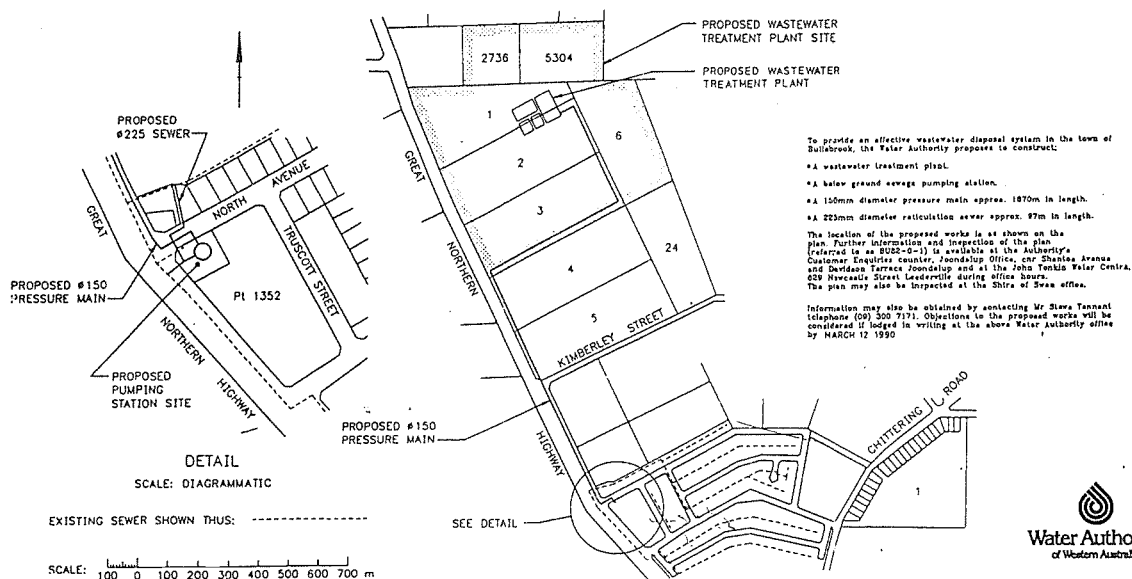 PROPOSED WASTEWATER
TREATMENT PLANT SITE
2736
5304
PROPOSED WASTEWATER
TREATMENT PLANT
PROPOSED
ø225 SEWER
1
6
2
3
24
4
5
GREAT
NORTHERN
HIGHWAY
NORTH
AVENUE
TRUSCOTT STREET
GREAT
NORTHERN
HIGHWAY
Pt 1352
PROPOSED ø150
PRESSURE MAIN
PROPOSED
PUMPING
STATION SITE
KIMBERLEY STREET
PROPOSED ø150
PRESSURE MAIN
To provide an effective wastewater disposal system in the town of
Bullsbrook, the Water Authority proposes to construct;
*A wastewater treatment plant.
*A below ground sewage pumping station.
*A 150mm diameter pressure main approx. 1870m in length.
*A 225mm diameter reticulation sewer approx. 97m in length.
The location of the proposed works is as shown on the
plan. Further information and inspection of the plan
(referred to as BU82-0-1) is available at the Authority's
Customer Enquiries counter, Joondalup Office, cnr Shenton Avenue
and Davidson Terrace Joondalup and at the John Tonkin Water Centre,
629 Newcastle Street Leederville during office hours.
The plan may also be inspected at the Shire of Swan office.
Information may also be obtained by contacting Mr Steve Tennant
telephone (09) 300 7171. Objections to the proposed works will be
considered if lodged in writing at the above Water Authority office
by MARCH 12 1990
CHITTERING ROAD
1
SEE DETAIL
DETAIL
SCALE: DIAGRAMMATIC
EXISTING SEWER SHOWN THUS:
SCALE: 100 0 100 200 300 400 500 600 700 m
Water Autho
of Western Austral